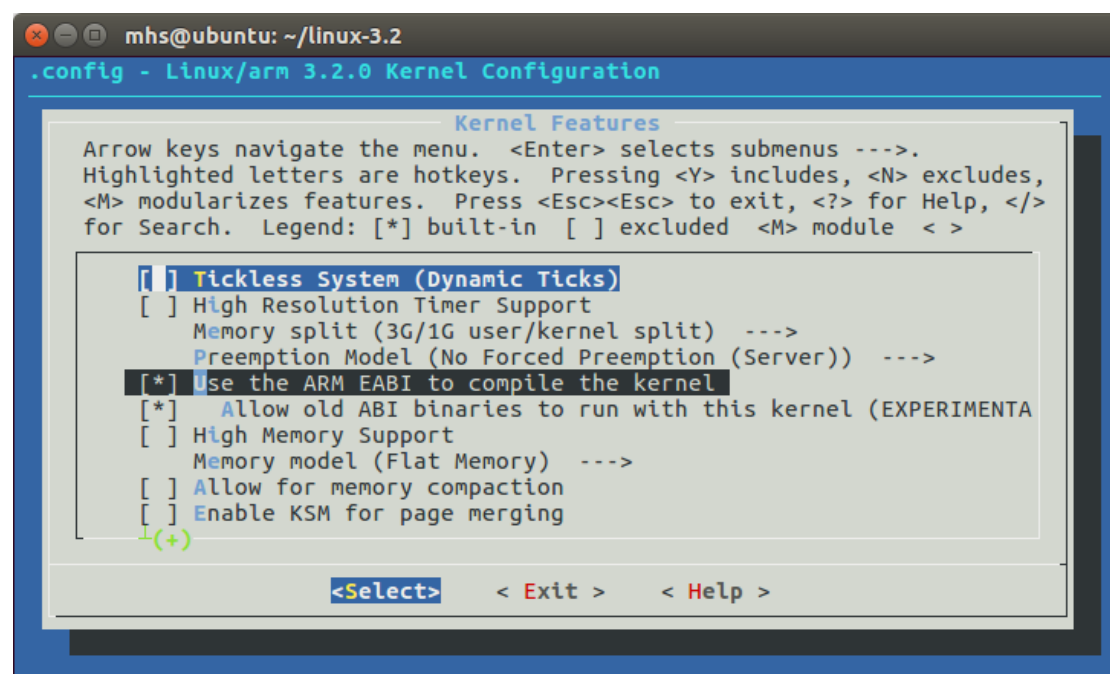 mhs@ubuntu: ~/linux-3.2
.config - Linux/arm 3.2.0 Kernel Configuration
Kernel Features
Arrow keys navigate the menu.  <Enter> selects submenus --->.
Highlighted letters are hotkeys.  Pressing <Y> includes, <N> excludes,
<M> modularizes features.  Press <Esc><Esc> to exit, <?> for Help, </>
for Search.  Legend: [*] built-in  [ ] excluded  <M> module  < >
[ ] Tickless System (Dynamic Ticks)
[ ] High Resolution Timer Support
Memory split (3G/1G user/kernel split)  --->
Preemption Model (No Forced Preemption (Server))  --->
[*] Use the ARM EABI to compile the kernel
[*]   Allow old ABI binaries to run with this kernel (EXPERIMENTA
[ ] High Memory Support
Memory model (Flat Memory)  --->
[ ] Allow for memory compaction
[ ] Enable KSM for page merging
┴(+)
<Select>    < Exit >    < Help >